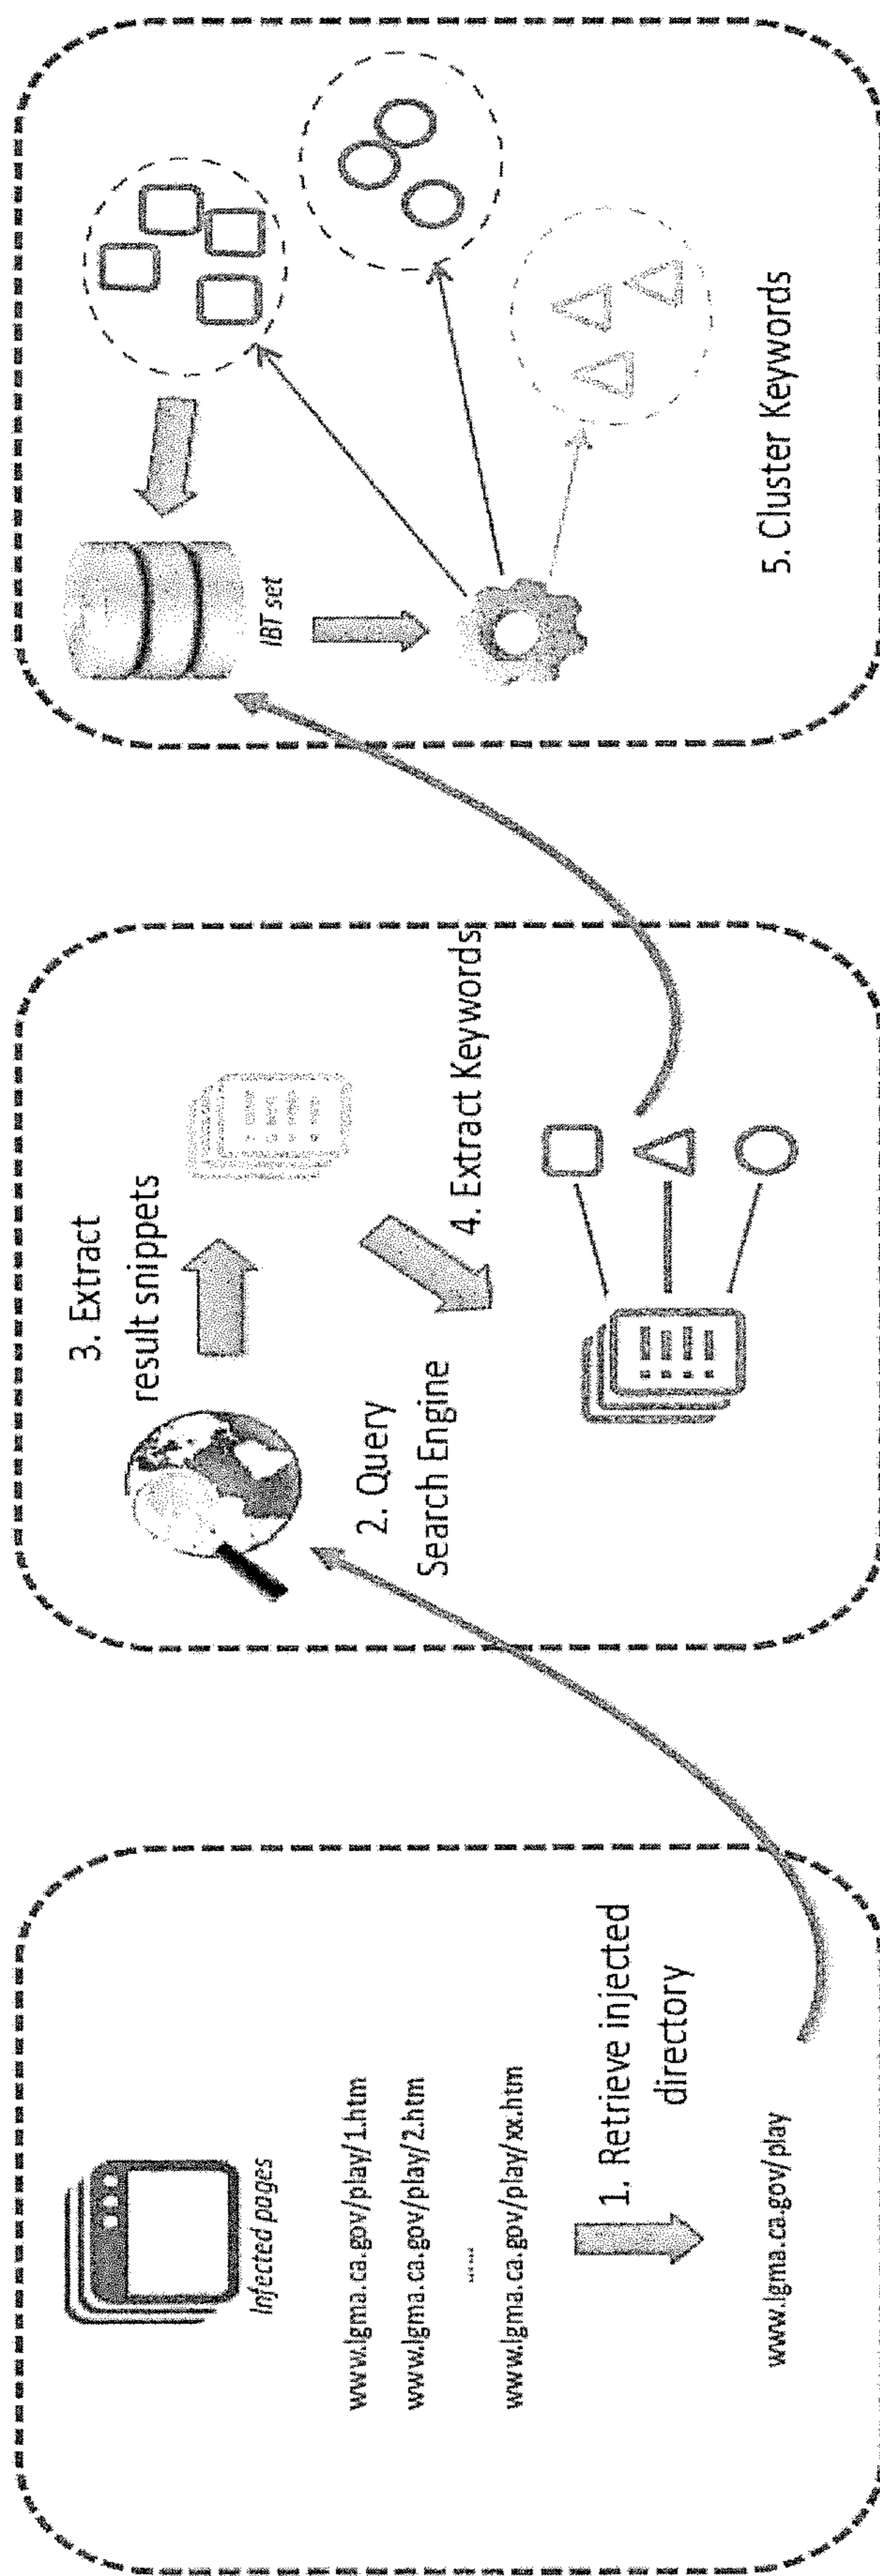 Infected pages
www.lgma.ca.gov/play/1.htm
www.lgma.ca.gov/play/2.htm
......
www.lgma.ca.gov/play/xx.htm
1. Retrieve injected
directory
www.lgma.ca.gov/play
3. Extract
result snippets
2. Query
Search Engine
4. Extract Keywords
IBT set
5. Cluster Keywords